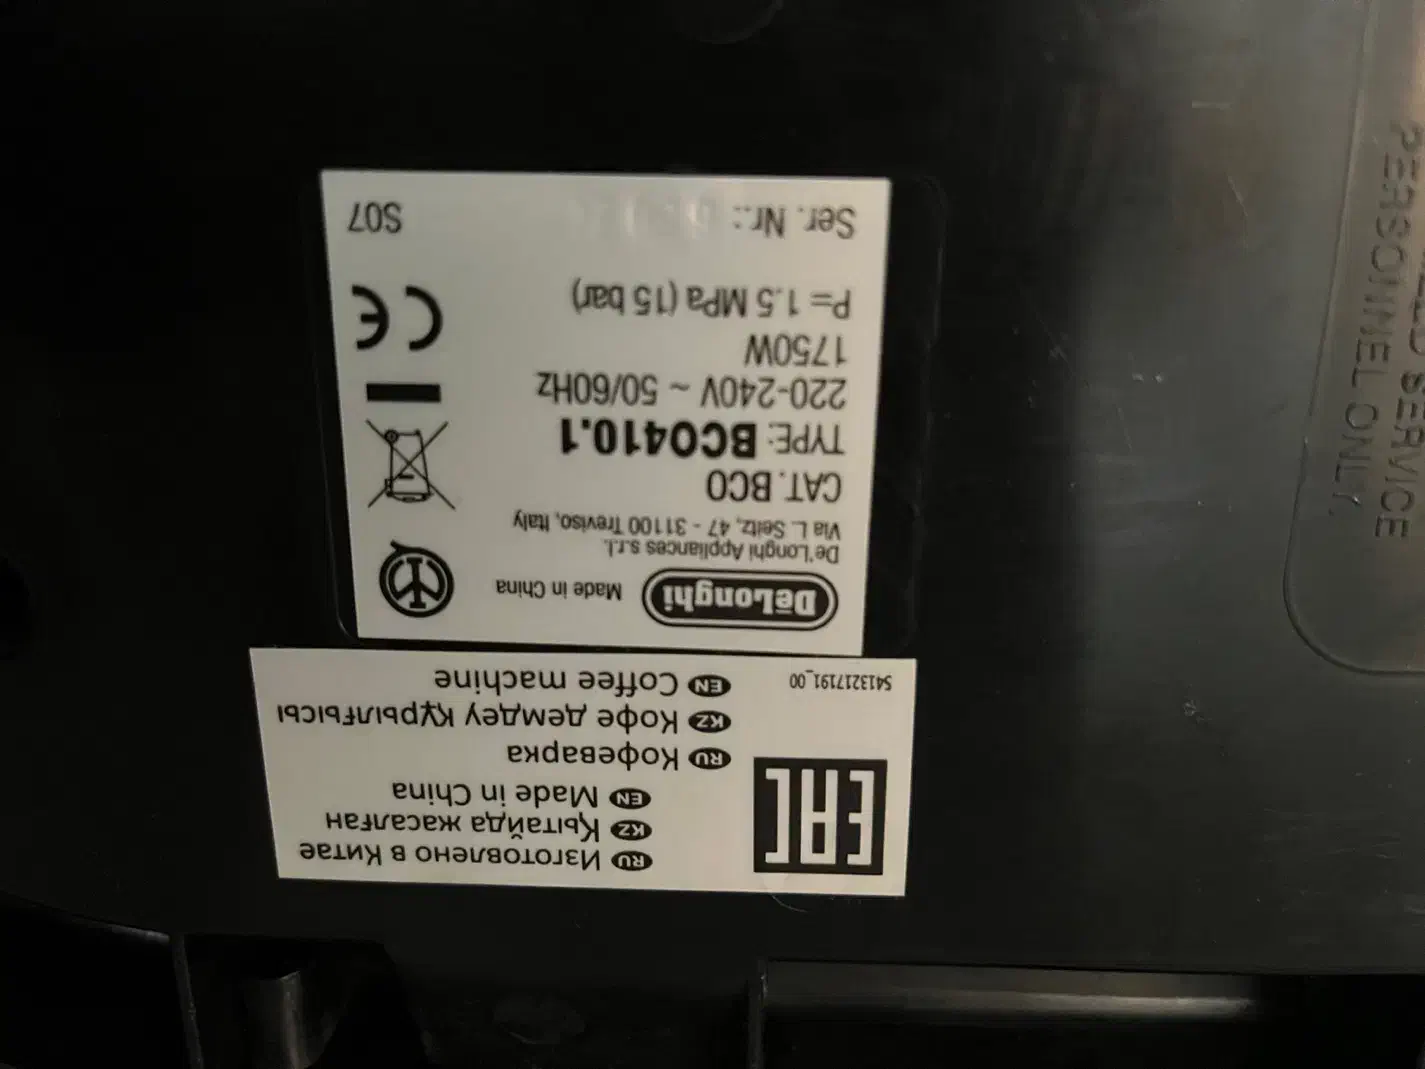 Изготовлено в Китае
Қытайда жасалған
Made in China
Кофеварка
Кофе демдеу құрылғысы
Coffee machine
EAC
RU
KZ
EN
RU
KZ
EN
5413217191_00
DeLonghi
Made in China
De'Longhi Appliances s.r.l.
Via L. Seitz, 47 - 31100 Treviso, Italy
CAT. BCO
TYPE: BCO410.1
220-240V ~ 50/60Hz
1750W
P= 1.5 MPa (15 bar)
CE
Ser. Nr.:
S07
SERVICE
PERSONNEL ONLY.